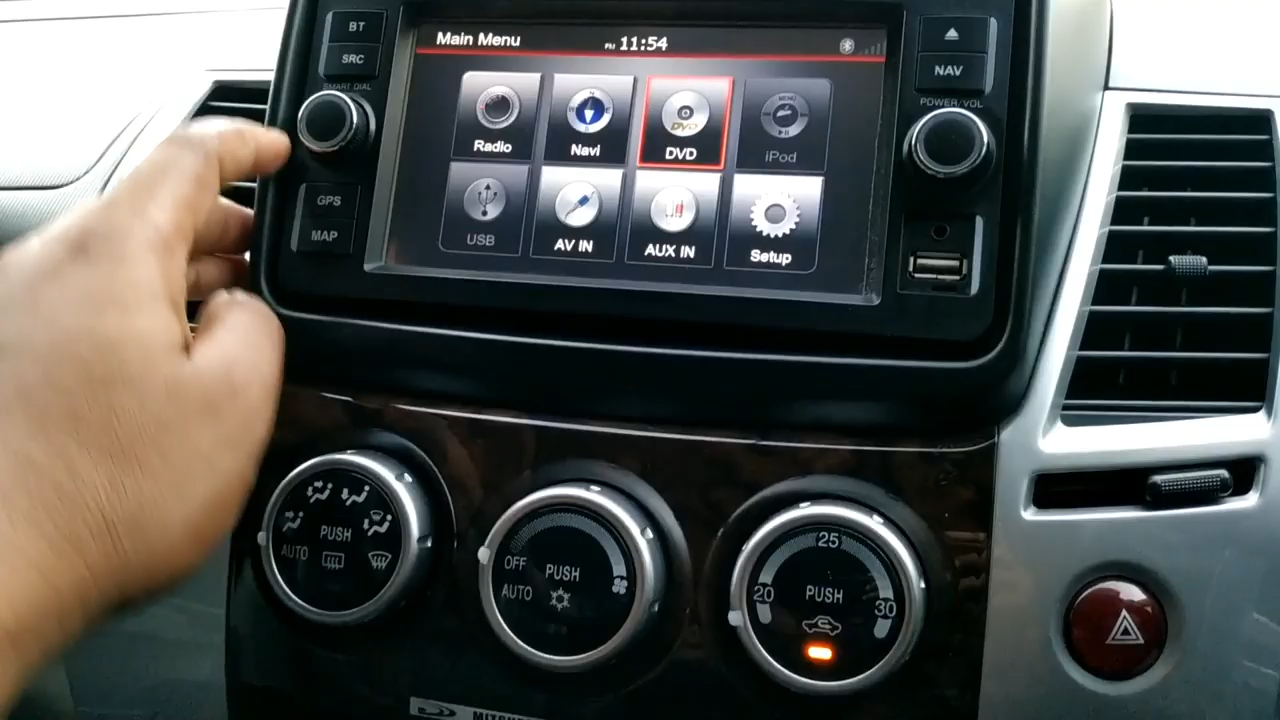 BT
SRC
SMART DIAL
GPS
MAP
Main Menu
11:54
NAV
POWER/VOL
Radio
Navi
DVD
DVD
MENU
iPod
USB
AV IN
AUX IN
Setup
PUSH
AUTO
OFF
PUSH
AUTO
25
20
PUSH
30